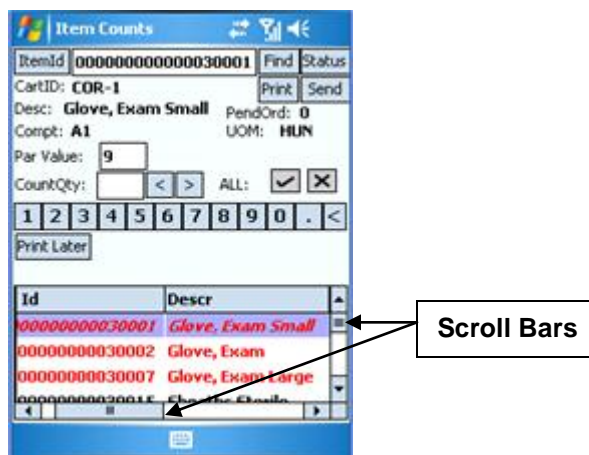 Item Counts
ItemId 000000000000030001 Find Status
CartID: COR-1 Print Send
Desc: Glove, Exam Small PendOrd: 0
Compt: A1 UOM: HUN
Par Value: 9
CountQty: < > ALL:
1 2 3 4 5 6 7 8 9 0 . <
Print Later
Id Descr
00000000030001 Glove, Exam Small
Scroll Bars
00000000030002 Glove, Exam
00000000030007 Glove, Exam Large